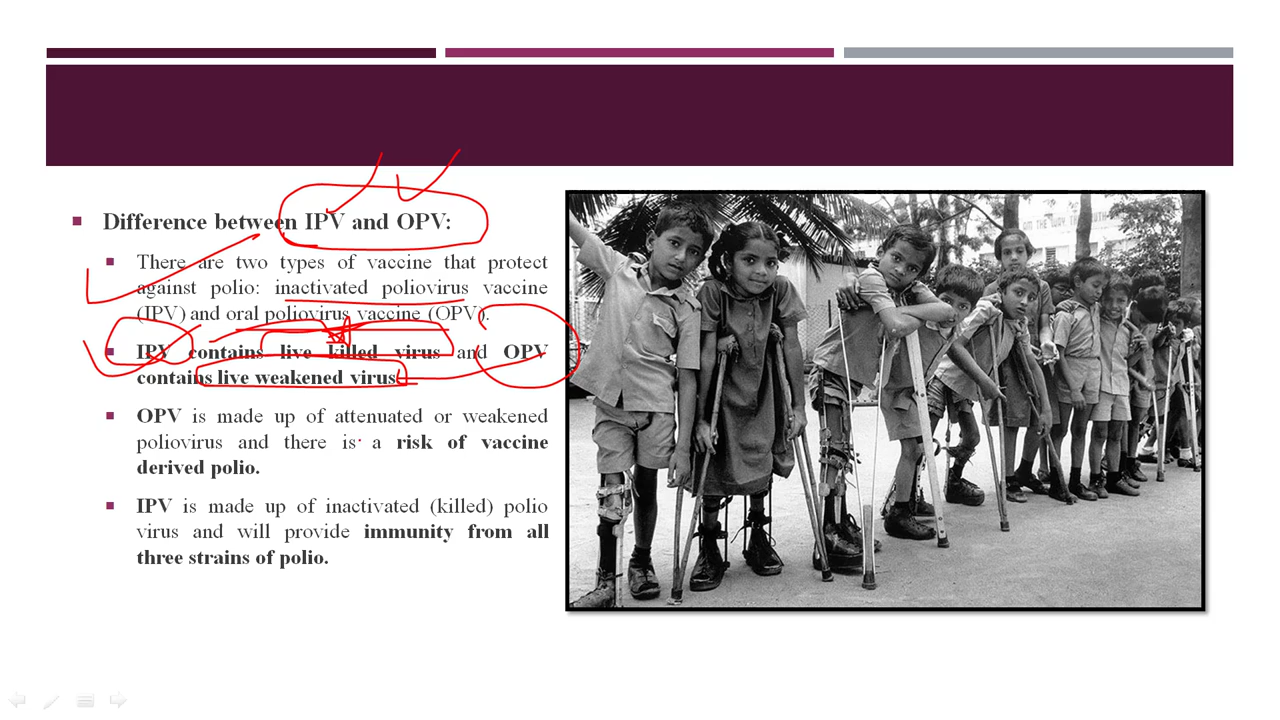 Difference between IPV and OPV:
There are two types of vaccine that protect
against polio: inactivated poliovirus vaccine
(IPV) and oral poliovirus vaccine (OPV).
IPV contains live killed virus and OPV
contains live weakened virus.
OPV is made up of attenuated or weakened
poliovirus and there is a risk of vaccine
derived polio.
IPV is made up of inactivated (killed) polio
virus and will provide immunity from all
three strains of polio.